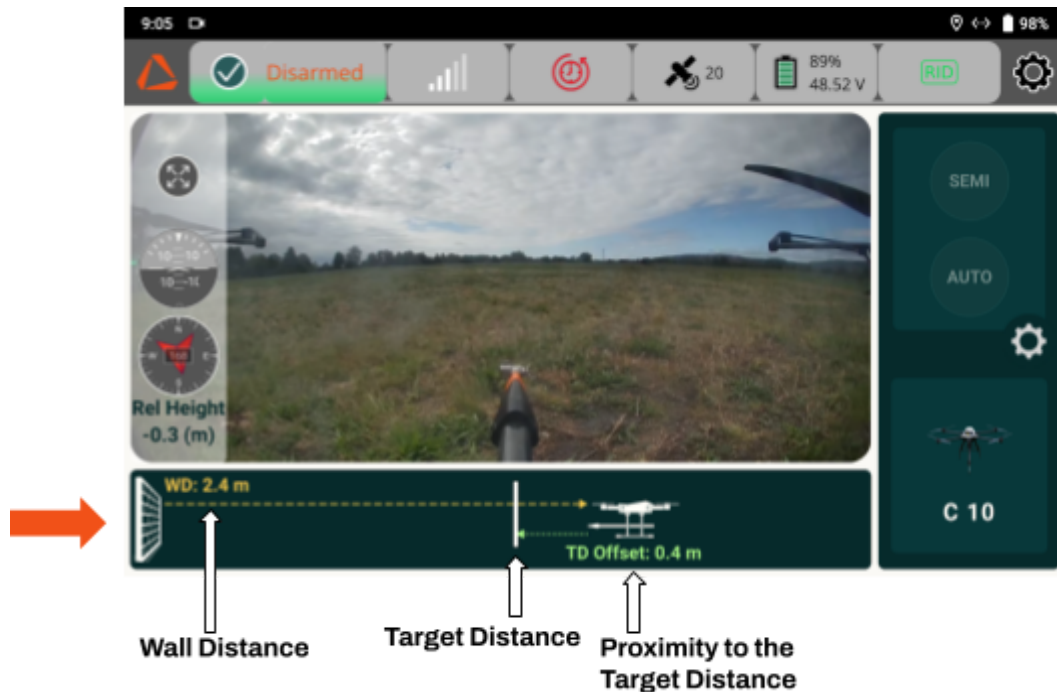 9:05
98%
Disarmed
20
89%
48.52 V
RID
SEMI
AUTO
N
W
E
168
Rel Height
-0.3 (m)
WD: 2.4 m
TD Offset: 0.4 m
C 10
Wall Distance
Target Distance
Proximity to the
Target Distance